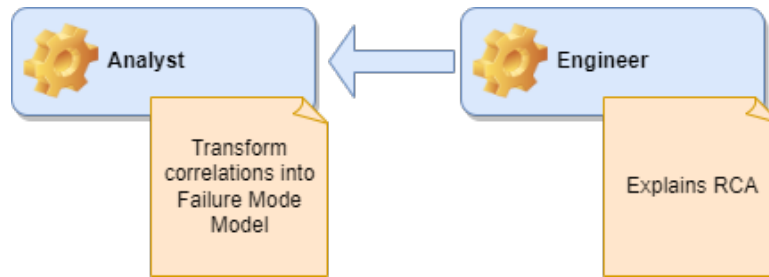 Analyst
Engineer
Transform
correlations into
Failure Mode
Model
Explains RCA